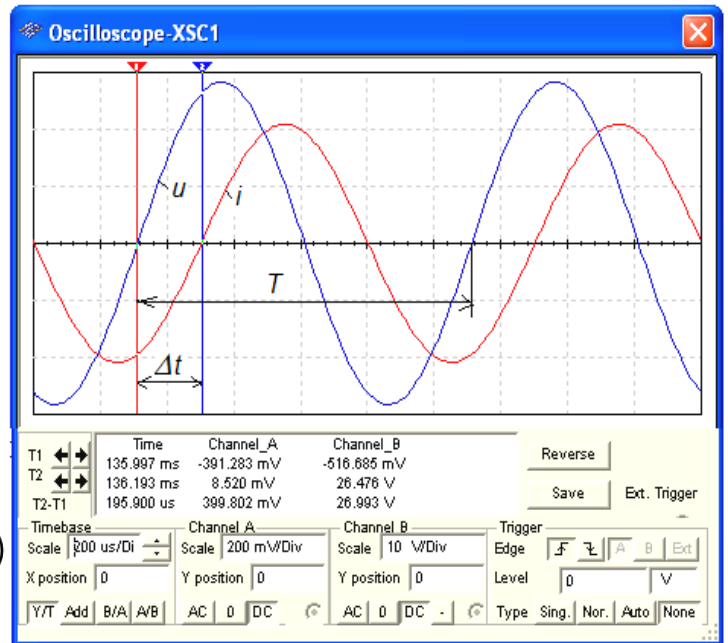 Oscilloscope-XSC1
1 2
u i
T
Δt
Time Channel_A Channel_B
T1 135.997 ms -391.283 mV -516.685 mV
T2 136.193 ms 8.520 mV 26.476 V
T2-T1 195.900 us 399.802 mV 26.993 V
Reverse
Save
Ext. Trigger
Timebase
Scale 200 us/Di
X position 0
Y/T Add B/A A/B
Channel A
Scale 200 mV/Div
Y position 0
AC 0 DC
Channel B
Scale 10 V/Div
Y position 0
AC 0 DC -
Trigger
Edge A B Ext
Level 0 V
Type Sing. Nor. Auto None
)